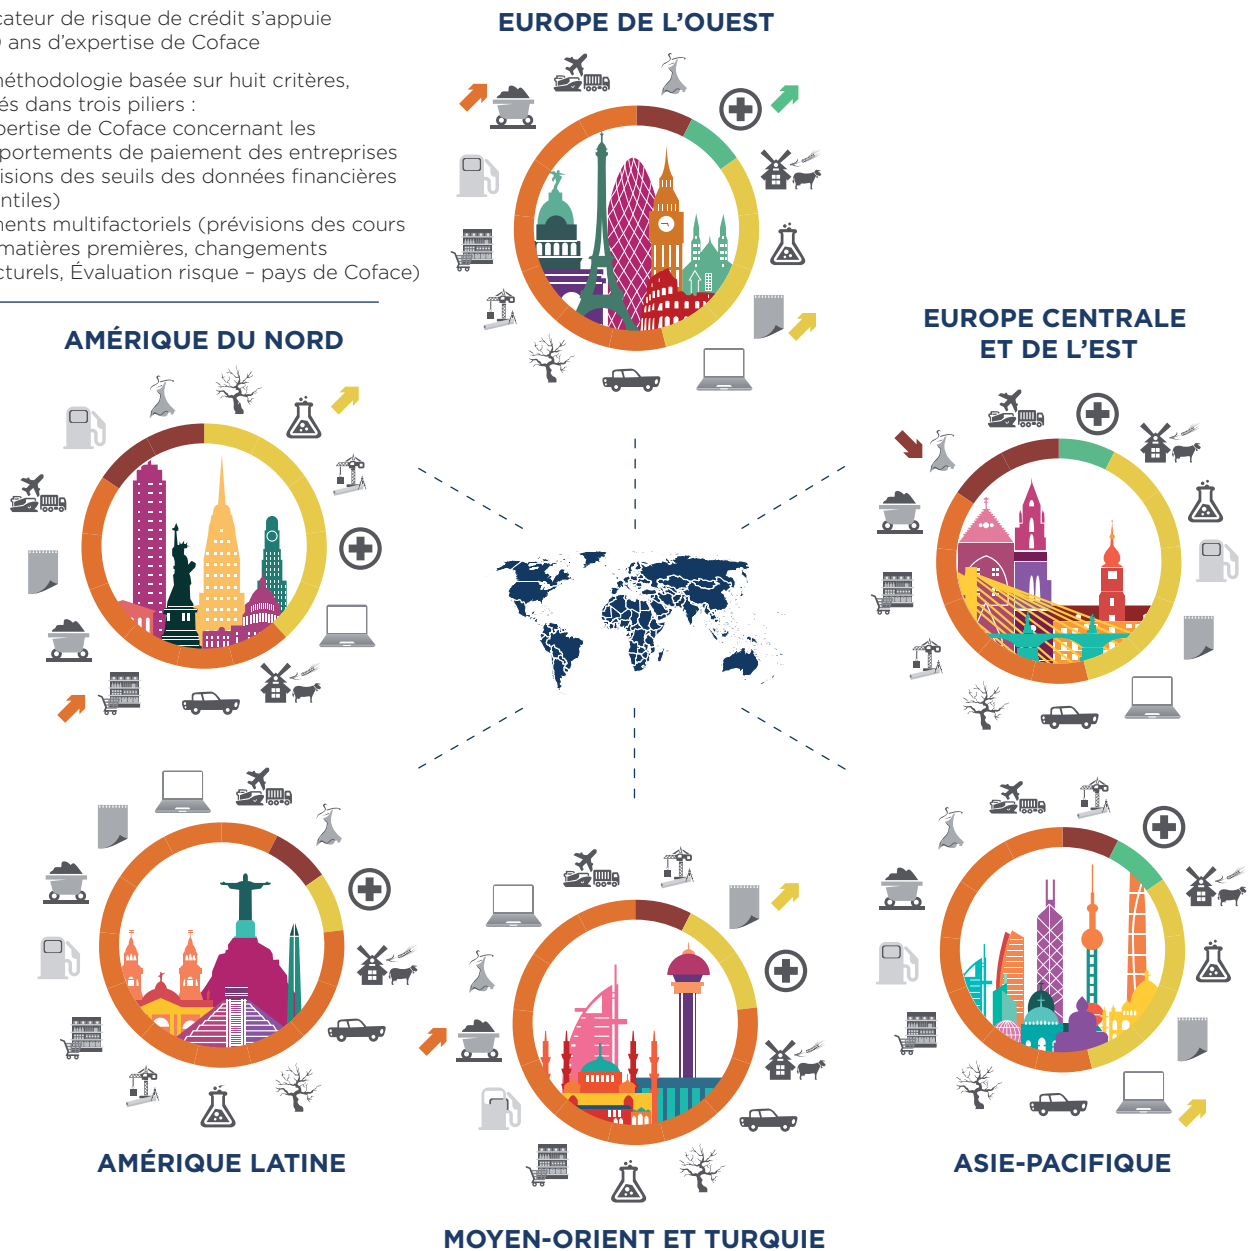 cateur de risque de crédit s’appuie
ans d’expertise de Coface
méthodologie basée sur huit critères,
és dans trois piliers :
pertise de Coface concernant les
portements de paiement des entreprises
isions des seuils des données financières
ntiles)
ments multifactoriels (prévisions des cours
matières premières, changements
cturels, Évaluation risque – pays de Coface)
EUROPE DE L’OUEST
AMÉRIQUE DU NORD
EUROPE CENTRALE
ET DE L’EST
AMÉRIQUE LATINE
ASIE-PACIFIQUE
MOYEN-ORIENT ET TURQUIE